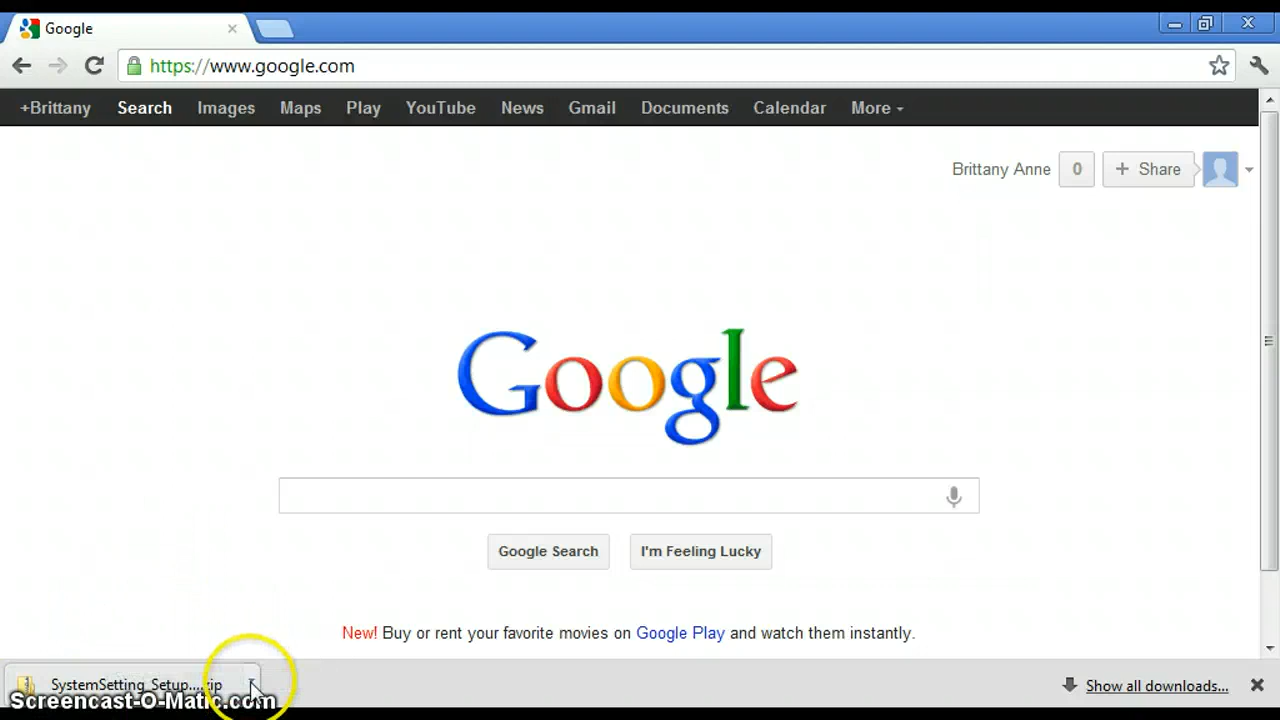 Google
https://www.google.com
+Brittany Search Images Maps Play YouTube News Gmail Documents Calendar More
Brittany Anne 0 + Share
Google
Google Search I'm Feeling Lucky
New! Buy or rent your favorite movies on Google Play and watch them instantly.
SystemSetting_Setup....zip Show all downloads...
Screencast-O-Matic.com